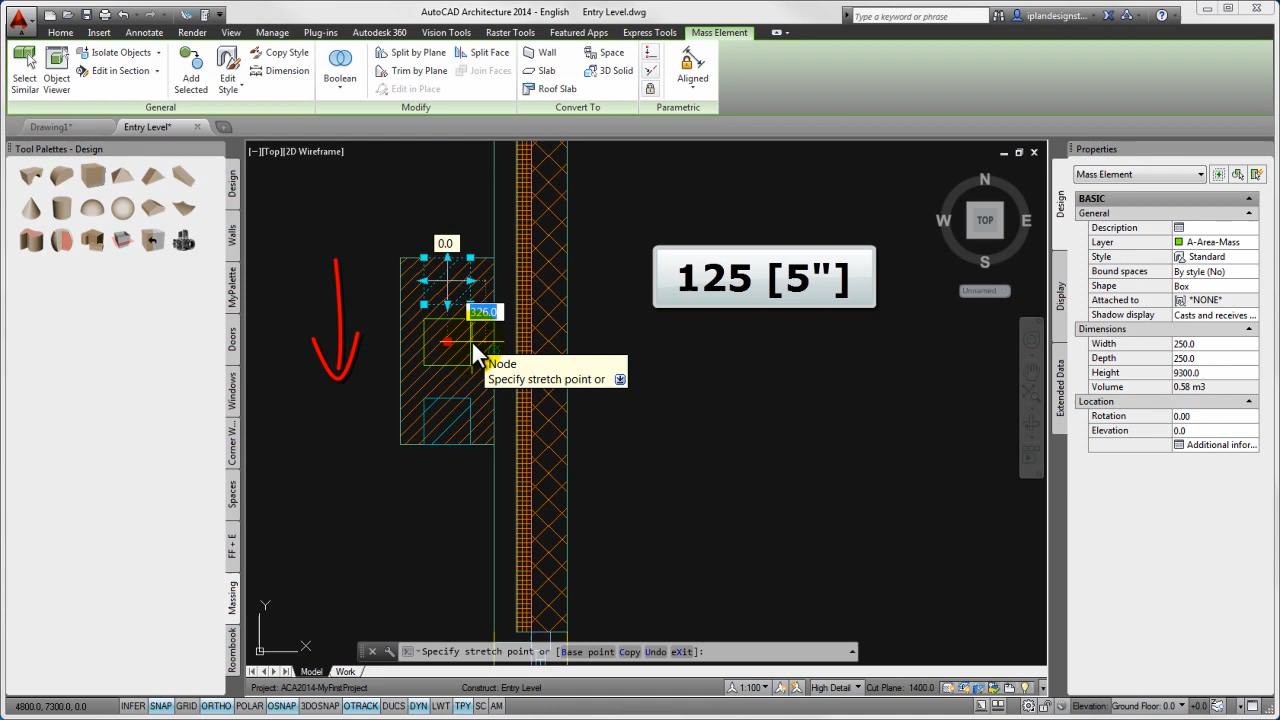 AutoCAD Architecture 2014 - English Entry Level.dwg
Type a keyword or phrase
iplandesignst...
Home Insert Annotate Render View Manage Plug-ins Autodesk 360 Vision Tools Raster Tools Featured Apps Express Tools Mass Element
Select Similar
Object Viewer
Isolate Objects
Edit in Section
Add Selected
Edit Style
Copy Style
Dimension
General
Boolean
Split by Plane
Split Face
Trim by Plane
Join Faces
Edit in Place
Modify
Wall
Space
Slab
3D Solid
Roof Slab
Convert To
Aligned
Parametric
Drawing1*
Entry Level*
Tool Palettes - Design
Design
Walls
MyPalette
Doors
Windows
Corner W...
Spaces
FF + E
Massing
Roombook
[−][Top][2D Wireframe]
0.0
326.0
Node
Specify stretch point or
125 [5"]
N
W
TOP
E
S
Unnamed
Y
X
Specify stretch point or [Base point Copy Undo eXit]:
Model
Work
Properties
Mass Element
Design
Display
Extended Data
BASIC
General
Description
Layer A-Area-Mass
Style Standard
Bound spaces By style (No)
Shape Box
Attached to *NONE*
Shadow display Casts and receives ...
Dimensions
Width 250.0
Depth 250.0
Height 9300.0
Volume 0.58 m3
Location
Rotation 0.00
Elevation 0.0
Additional infor...
Project: ACA2014-MyFirstProject
Construct: Entry Level
1:100
High Detail
Cut Plane: 1400.0
4800.0, 7300.0, 0.0
INFER SNAP GRID ORTHO POLAR OSNAP 3DOSNAP OTRACK DUCS DYN LWT TPY SC AM
Elevation: Ground Floor: 0.0
+0.0